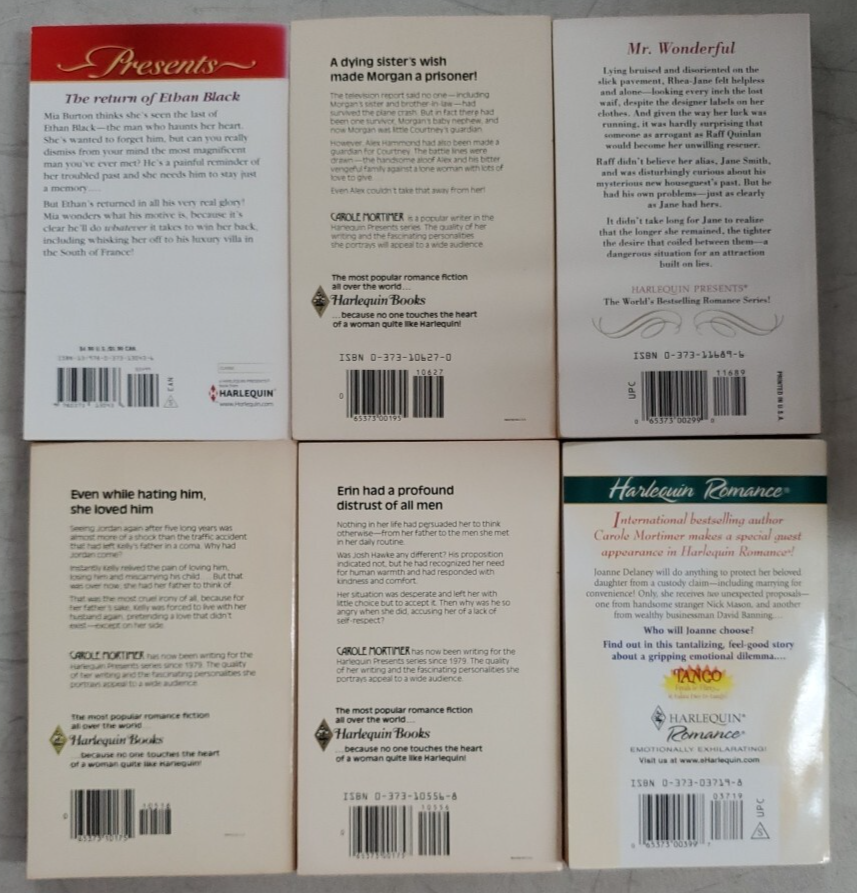 Presents
The return of Ethan Black
Mia Burton thinks she's seen the last of
Ethan Black—the man who haunts her heart.
She's wanted to forget him, but can you really
dismiss from your mind the most magnificent
man you've ever met? He's a painful reminder of
her troubled past and she needs him to stay just
a memory....
But Ethan's returned in all his very real glory!
Mia wonders what his motive is, because it's
clear he'll do whatever it takes to win her back,
including whisking her off to his luxury villa in
the South of France!
CAN
HARLEQUIN
www.Harlequin.com
A dying sister's wish
made Morgan a prisoner!
The television report said no one—including
Morgan's sister and brother-in-law—had
survived the plane crash. But in fact there had
been one survivor, Morgan's baby nephew, and
now Morgan was little Courtney's guardian.
However, Alex Hammond had also been made a
guardian for Courtney. The battle lines were
drawn—the handsome aloof Alex and his bitter
vengeful family against a lone woman with lots of
love to give
Even Alex couldn't take that away from her!
CAROLE MORTIMER is a popular writer in the
Harlequin Presents series. The quality of her
writing and the fascinating personalities
she portrays will appeal to a wide audience.
The most popular romance fiction
all over the world...
Harlequin Books
...because no one touches the heart
of a woman quite like Harlequin!
ISBN 0-373-10627-0
10627
0
65373 00195
Mr. Wonderful
Lying bruised and disoriented on the
slick pavement, Rhea-Jane felt helpless
and alone—looking every inch the lost
waif, despite the designer labels on her
clothes. And given the way her luck was
running, it was hardly surprising that
someone as arrogant as Raff Quinlan
would become her unwilling rescuer.
Raff didn't believe her alias, Jane Smith,
and was disturbingly curious about his
mysterious new houseguest's past. But he
had his own problems—just as clearly
as Jane had hers.
It didn't take long for Jane to realize
that the longer she remained, the tighter
the desire that coiled between them—a
dangerous situation for an attraction
built on lies.
HARLEQUIN PRESENTS®
The World's Bestselling Romance Series!
ISBN 0-373-11689-6
11689
UPC
0 65373 00299 8
PRINTED IN U.S.A.
Even while hating him,
she loved him
Seeing Jordan again after five long years was
almost more of a shock than the traffic accident
that had left Kelly's father in a coma. Why had
Jordan come?
Instantly Kelly relived the pain of loving him,
losing him and miscarrying his child... But that
was over now, she had her father to think of.
That was the most cruel irony of all, because for
her father's sake, Kelly was forced to live with her
husband again, pretending a love that didn't
exist—except on her side.
CAROLE MORTIMER has now been writing for the
Harlequin Presents series since 1979. The quality
of her writing and the fascinating personalities she
portrays appeal to a wide audience.
The most popular romance fiction
all over the world...
Harlequin Books
...because no one touches the heart
of a woman quite like Harlequin!
65373 10175
Erin had a profound
distrust of all men
Nothing in her life had persuaded her to think
otherwise—from her father to the men she met
in her daily routine.
Was Josh Hawke any different? His proposition
indicated not, but he had recognized her need
for human warmth and had responded with
kindness and comfort.
Her situation was desperate and left her with
little choice but to accept it. Then why was he so
angry when she did, accusing her of a lack of
self-respect?
CAROLE MORTIMER has now been writing for the
Harlequin Presents series since 1979. The quality
of her writing and the fascinating personalities
she portrays appeal to a wide audience.
The most popular romance fiction
all over the world...
Harlequin Books
...because no one touches the heart
of a woman quite like Harlequin!
ISBN 0-373-10556-8
10556
65373 00175
Harlequin Romance®
International bestselling author
Carole Mortimer makes a special guest
appearance in Harlequin Romance®!
Joanne Delaney will do anything to protect her beloved
daughter from a custody claim—including marrying for
convenience! Only, she receives two unexpected proposals—
one from handsome stranger Nick Mason, and another
from wealthy businessman David Banning...
Who will Joanne choose?
Find out in this tantalizing, feel-good story
about a gripping emotional dilemma....
TANGO
HARLEQUIN®
Romance®
EMOTIONALLY EXHILARATING!
Visit us at www.eHarlequin.com
ISBN 0-373-03719-8
03719
UPC
0 65373 00399